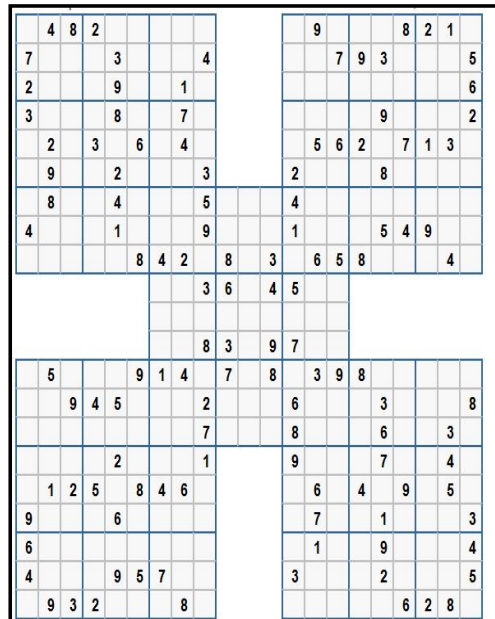 4 8 2 9 8 2 1
7 3 4 7 9 3 5
2 9 1 6
3 8 7 9 2
2 3 6 4 5 6 2 7 1 3
9 2 3 2 8
8 4 5 4
4 1 9 1 5 4 9
8 4 2 8 3 6 5 8 4
3 6 4 5
8 3 9 7
5 9 1 4 7 8 3 9 8
9 4 5 2 6 3 8
7 8 6 3
2 1 9 7 4
1 2 5 8 4 6 6 4 9 5
9 6 7 1 3
6 1 9 4
4 9 5 7 3 2 5
9 3 2 8 6 2 8